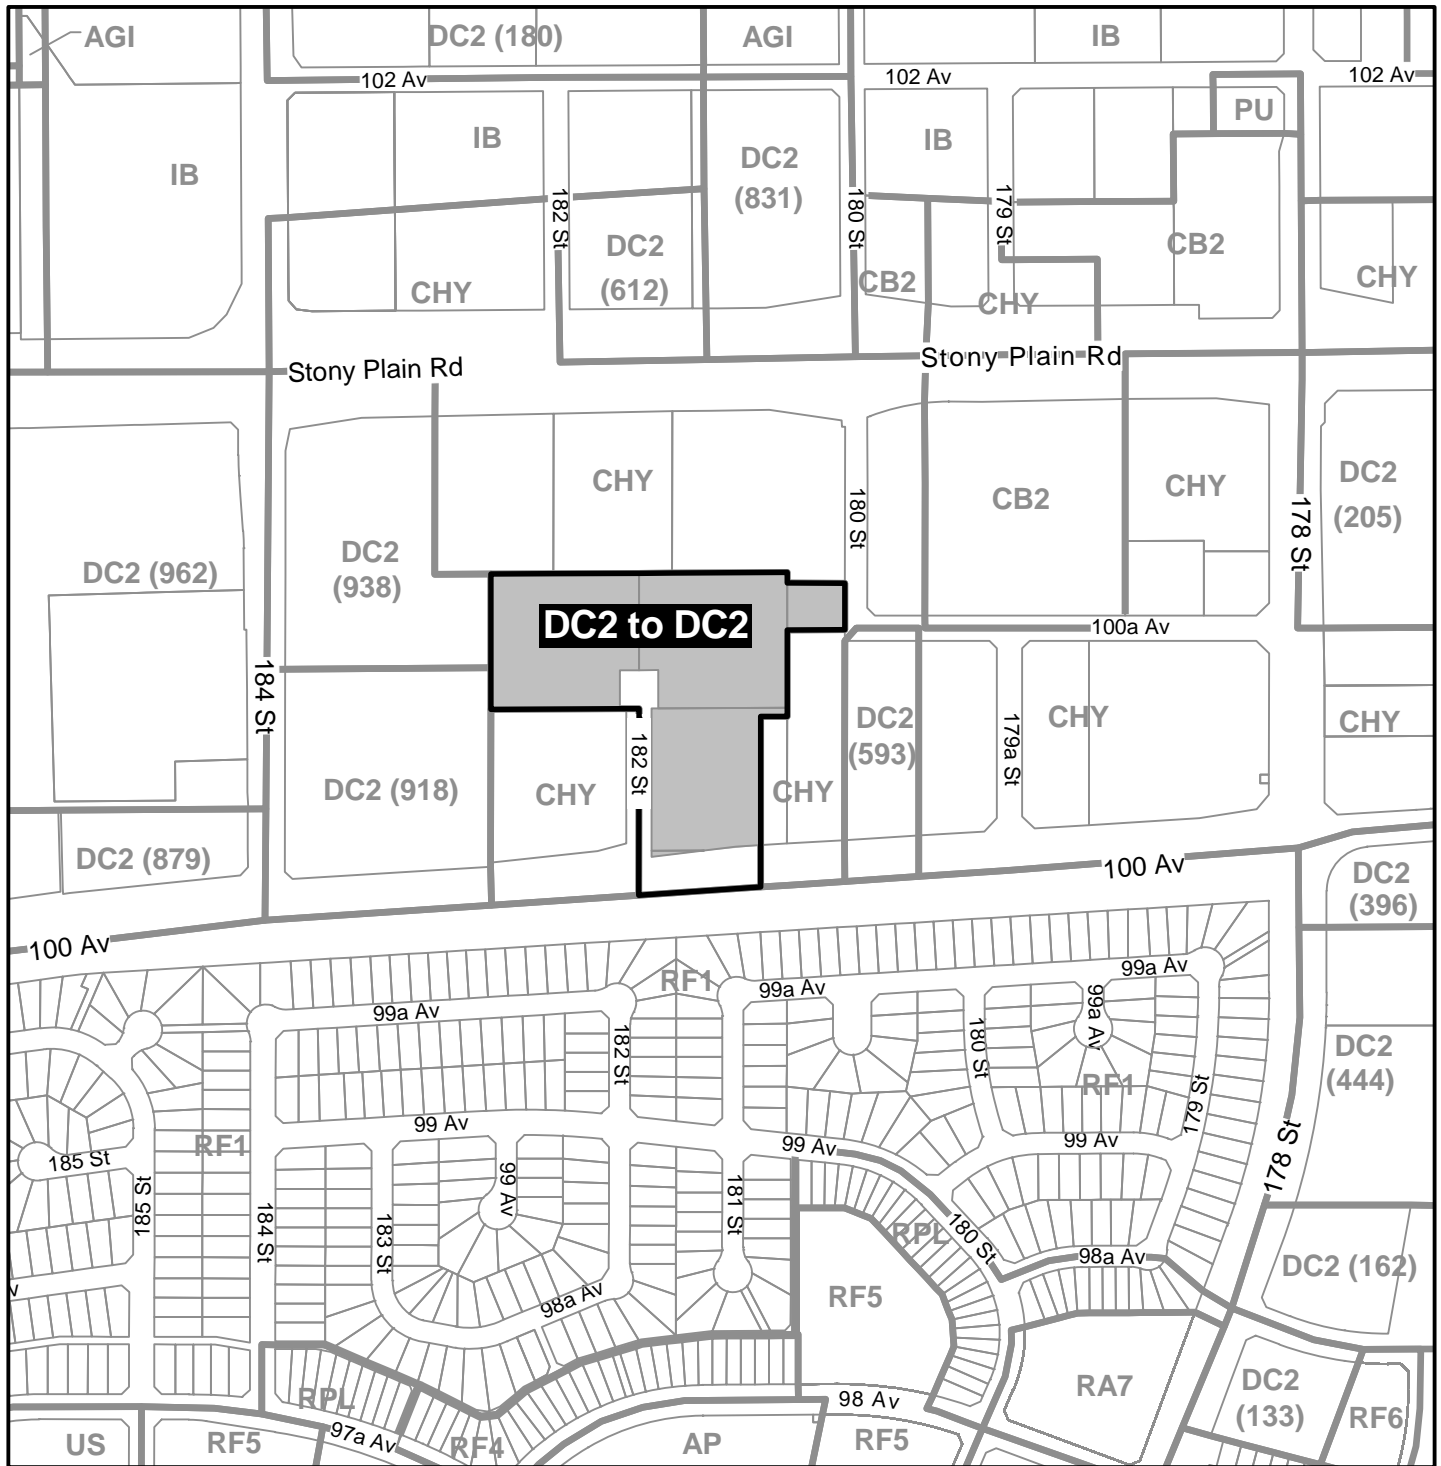 AGI
DC2 (180)
AGI
IB
102 Av
102 Av
102 Av
IB
IB
DC2
(831)
IB
PU
182 St
DC2
(612)
180 St
179 St
CB2
CHY
CB2
CHY
CHY
Stony Plain Rd
Stony Plain Rd
CHY
180 St
CB2
CHY
178 St
DC2
(205)
DC2 (962)
DC2
(938)
DC2 to DC2
100a Av
184 St
182 St
DC2
(593)
179a St
CHY
CHY
DC2 (918)
CHY
CHY
DC2 (879)
100 Av
DC2
(396)
100 Av
RF1
99a Av
99a Av
99a Av
99a Av
182 St
180 St
RF1
179 St
DC2
(444)
99 Av
99 Av
99 Av
RF1
185 St
185 St
99 Av
181 St
178 St
184 St
183 St
RPL
180 St
98a Av
DC2 (162)
98a Av
RF5
v
RPL
98 Av
RA7
DC2
(133)
RF6
US
RF5
97a Av
RF4
AP
RF5